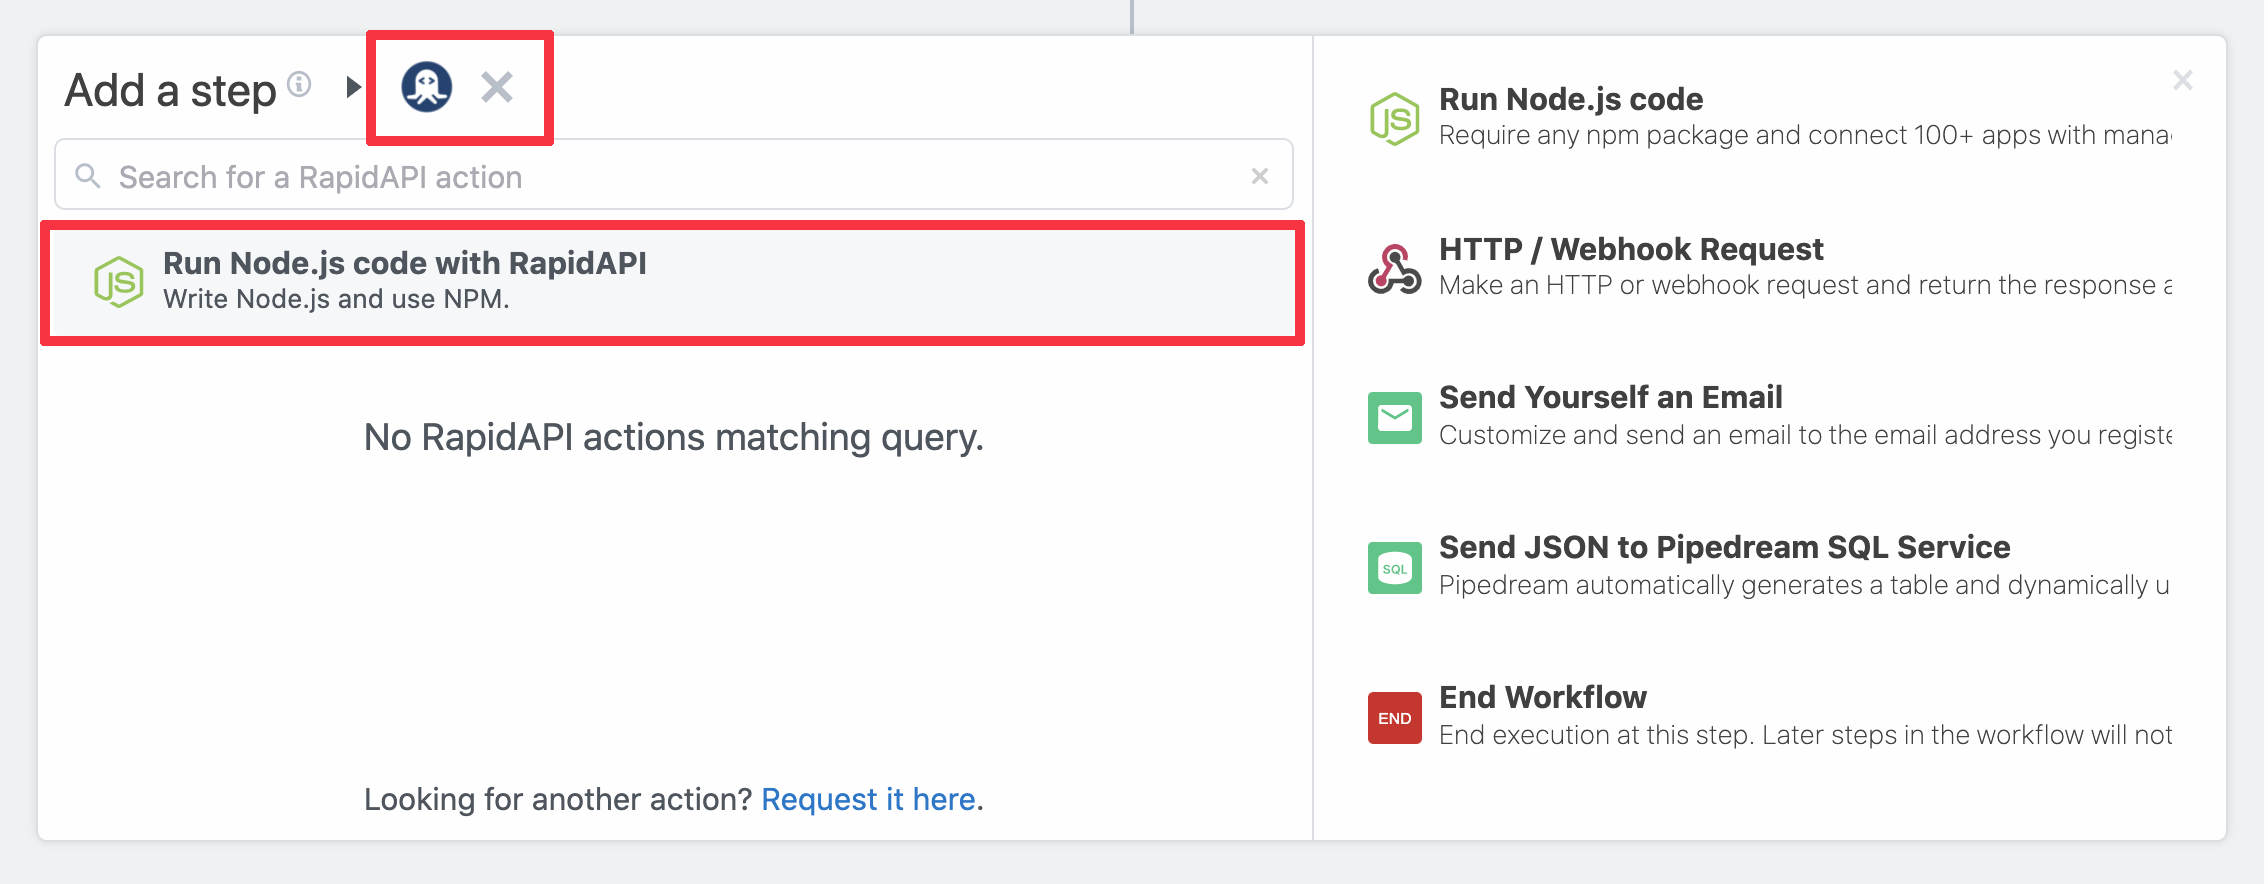 Add a step
Search for a RapidAPI action
JS
Run Node.js code with RapidAPI
Write Node.js and use NPM.
No RapidAPI actions matching query.
Looking for another action? Request it here.
JS
Run Node.js code
Require any npm package and connect 100+ apps with mana
HTTP / Webhook Request
Make an HTTP or webhook request and return the response a
Send Yourself an Email
Customize and send an email to the email address you registe
SQL
Send JSON to Pipedream SQL Service
Pipedream automatically generates a table and dynamically u
END
End Workflow
End execution at this step. Later steps in the workflow will not